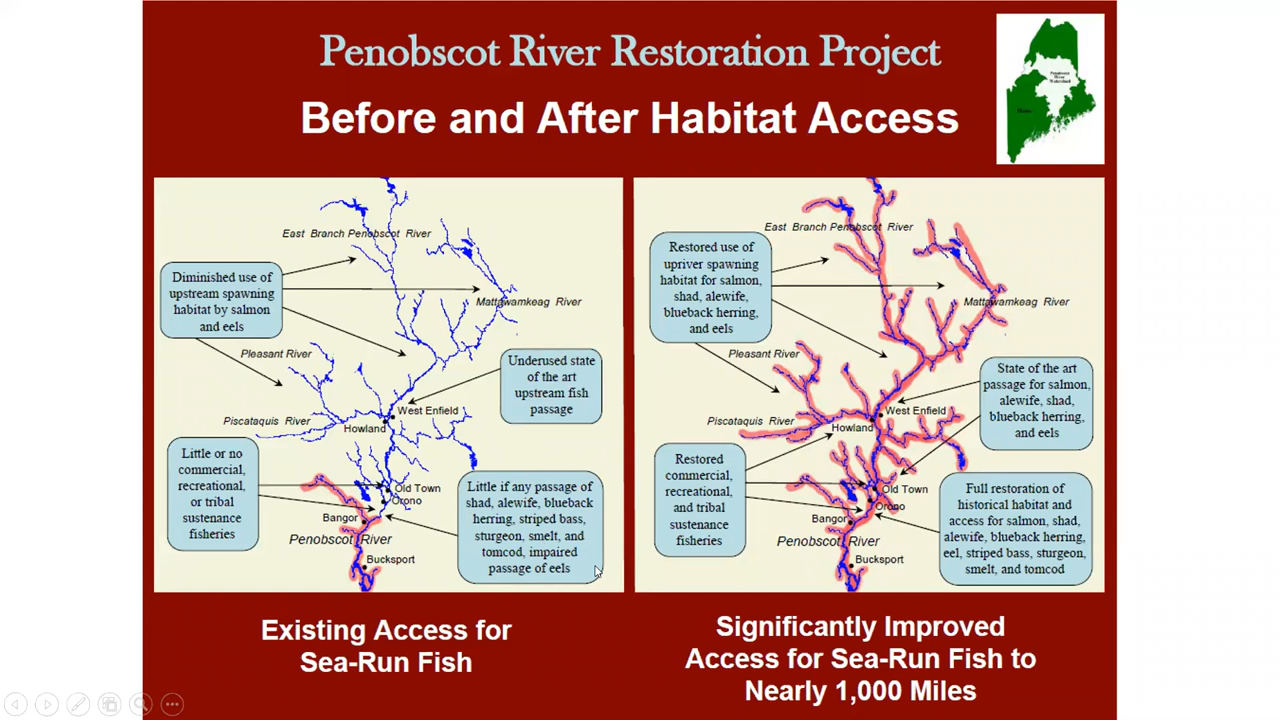 Penobscot River Restoration Project
Before and After Habitat Access
Penobscot
River
Watershed
Maine
East Branch Penobscot River
Diminished use of
upstream spawning
habitat by salmon
and eels
Mattawamkeag River
Pleasant River
Underused state
of the art
upstream fish
passage
West Enfield
Piscataquis River
Howland
Little or no
commercial,
recreational,
or tribal
sustenance
fisheries
Old Town
Orono
Little if any passage of
shad, alewife, blueback
herring, striped bass,
sturgeon, smelt, and
tomcod, impaired
passage of eels
Bangor
Penobscot River
Bucksport
Existing Access for
Sea-Run Fish
East Branch Penobscot River
Restored use of
upriver spawning
habitat for salmon,
shad, alewife,
blueback herring,
and eels
Mattawamkeag River
Pleasant River
State of the art
passage for salmon,
alewife, shad,
blueback herring,
and eels
West Enfield
Piscataquis River
Howland
Restored
commercial,
recreational,
and tribal
sustenance
fisheries
Old Town
Orono
Full restoration of
historical habitat and
access for salmon, shad,
alewife, blueback herring,
eel, striped bass, sturgeon,
smelt, and tomcod
Bangor
Penobscot River
Bucksport
Significantly Improved
Access for Sea-Run Fish to
Nearly 1,000 Miles